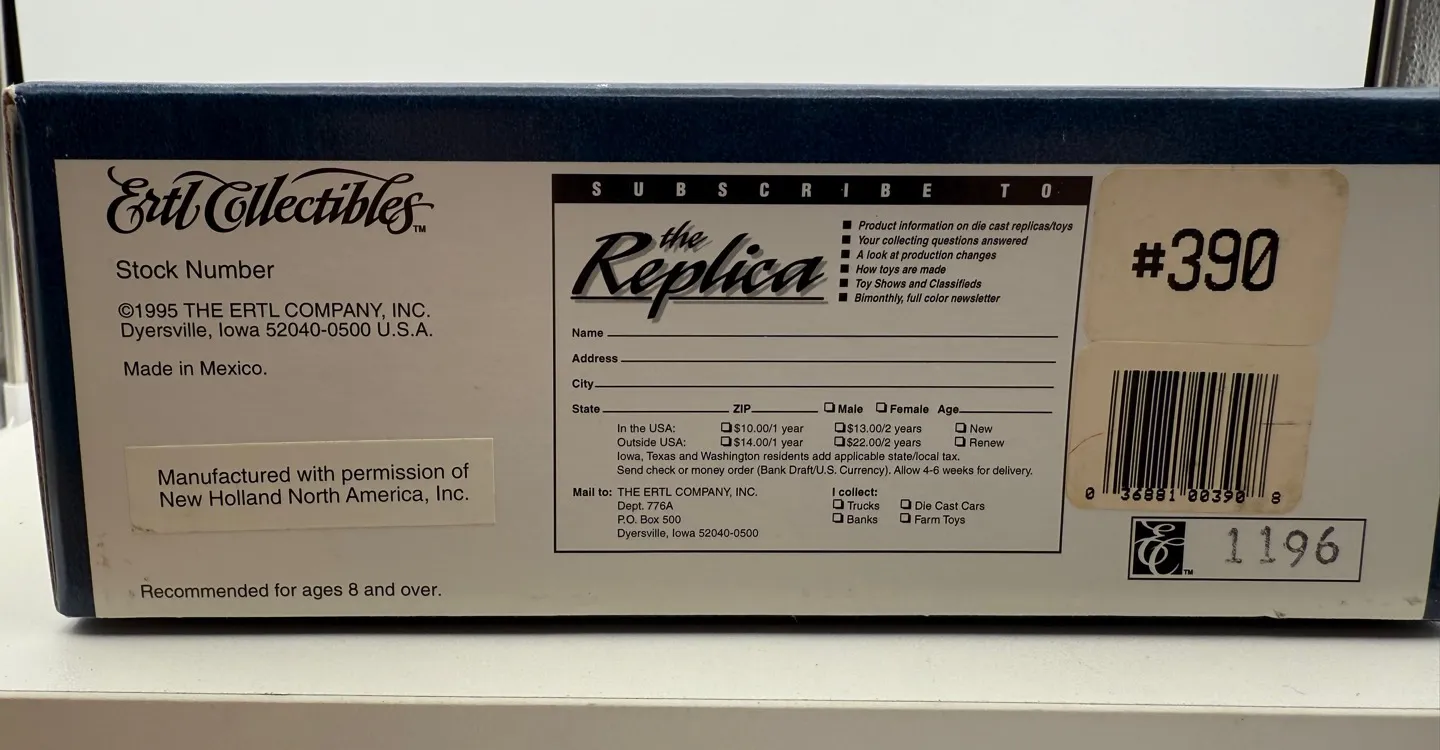 Ertl Collectibles™
Stock Number
©1995 THE ERTL COMPANY, INC.
Dyersville, Iowa 52040-0500 U.S.A.
Made in Mexico.
Manufactured with permission of
New Holland North America, Inc.
Recommended for ages 8 and over.
SUBSCRIBE TO
the
Replica
■ Product information on die cast replicas/toys
■ Your collecting questions answered
■ A look at production changes
■ How toys are made
■ Toy Shows and Classifieds
■ Bimonthly, full color newsletter
Name
Address
City
State ZIP ❏ Male ❏ Female Age
In the USA: ❏ $10.00/1 year ❏ $13.00/2 years ❏ New
Outside USA: ❏ $14.00/1 year ❏ $22.00/2 years ❏ Renew
Iowa, Texas and Washington residents add applicable state/local tax.
Send check or money order (Bank Draft/U.S. Currency). Allow 4-6 weeks for delivery.
Mail to: THE ERTL COMPANY, INC.
Dept. 776A
P.O. Box 500
Dyersville, Iowa 52040-0500
I collect:
❏ Trucks ❏ Die Cast Cars
❏ Banks ❏ Farm Toys
#390
0 36881 00390 8
EC™ 1196